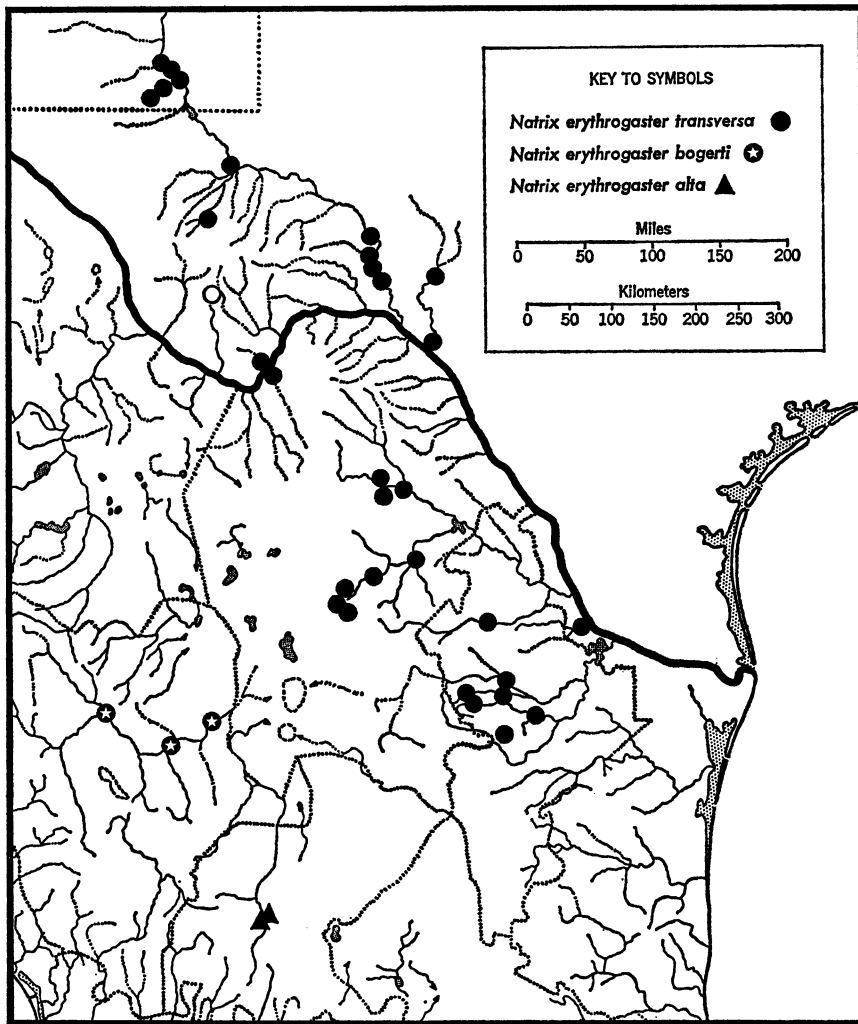 KEY TO SYMBOLS
Natrix erythrogaster transversa
Natrix erythrogaster bogerti
Natrix erythrogaster alta
Miles
0 50 100 150 200
Kilometers
0 50 100 150 200 250 300